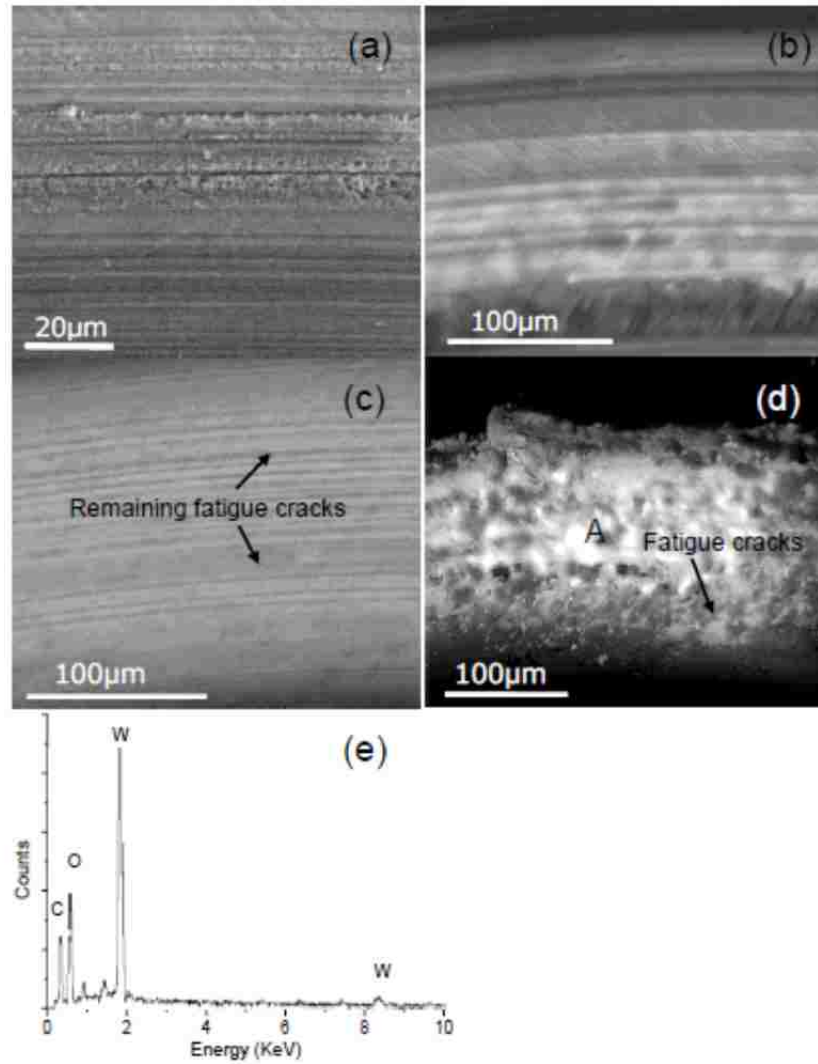 (a)
(b)
20µm
100µm
(c)
(d)
Remaining fatigue cracks
A
Fatigue cracks
100µm
100µm
(e)
W
O
C
W
Counts
0 2 4 6 8 10
Energy (KeV)